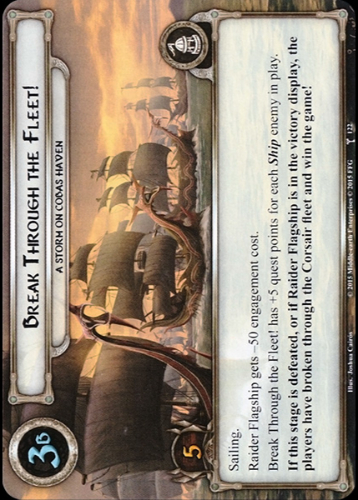 3B
BREAK THROUGH THE FLEET!
A STORM ON COBAS HAVEN
5
Sailing.
Raider Flagship gets –50 engagement cost.
Break Through the Fleet! has +5 quest points for each Ship enemy in play.
If this stage is defeated, or if Raider Flagship is in the victory display, the
players have broken through the Corsair fleet and win the game!
Illus. Joshua Cairós
© 2015 Middle-earth Enterprises © 2015 FFG
122